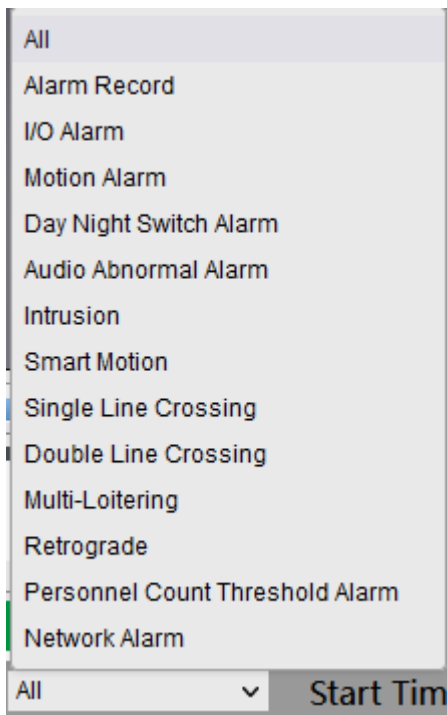 All
Alarm Record
I/O Alarm
Motion Alarm
Day Night Switch Alarm
Audio Abnormal Alarm
Intrusion
Smart Motion
Single Line Crossing
Double Line Crossing
Multi-Loitering
Retrograde
Personnel Count Threshold Alarm
Network Alarm
All Start Tim